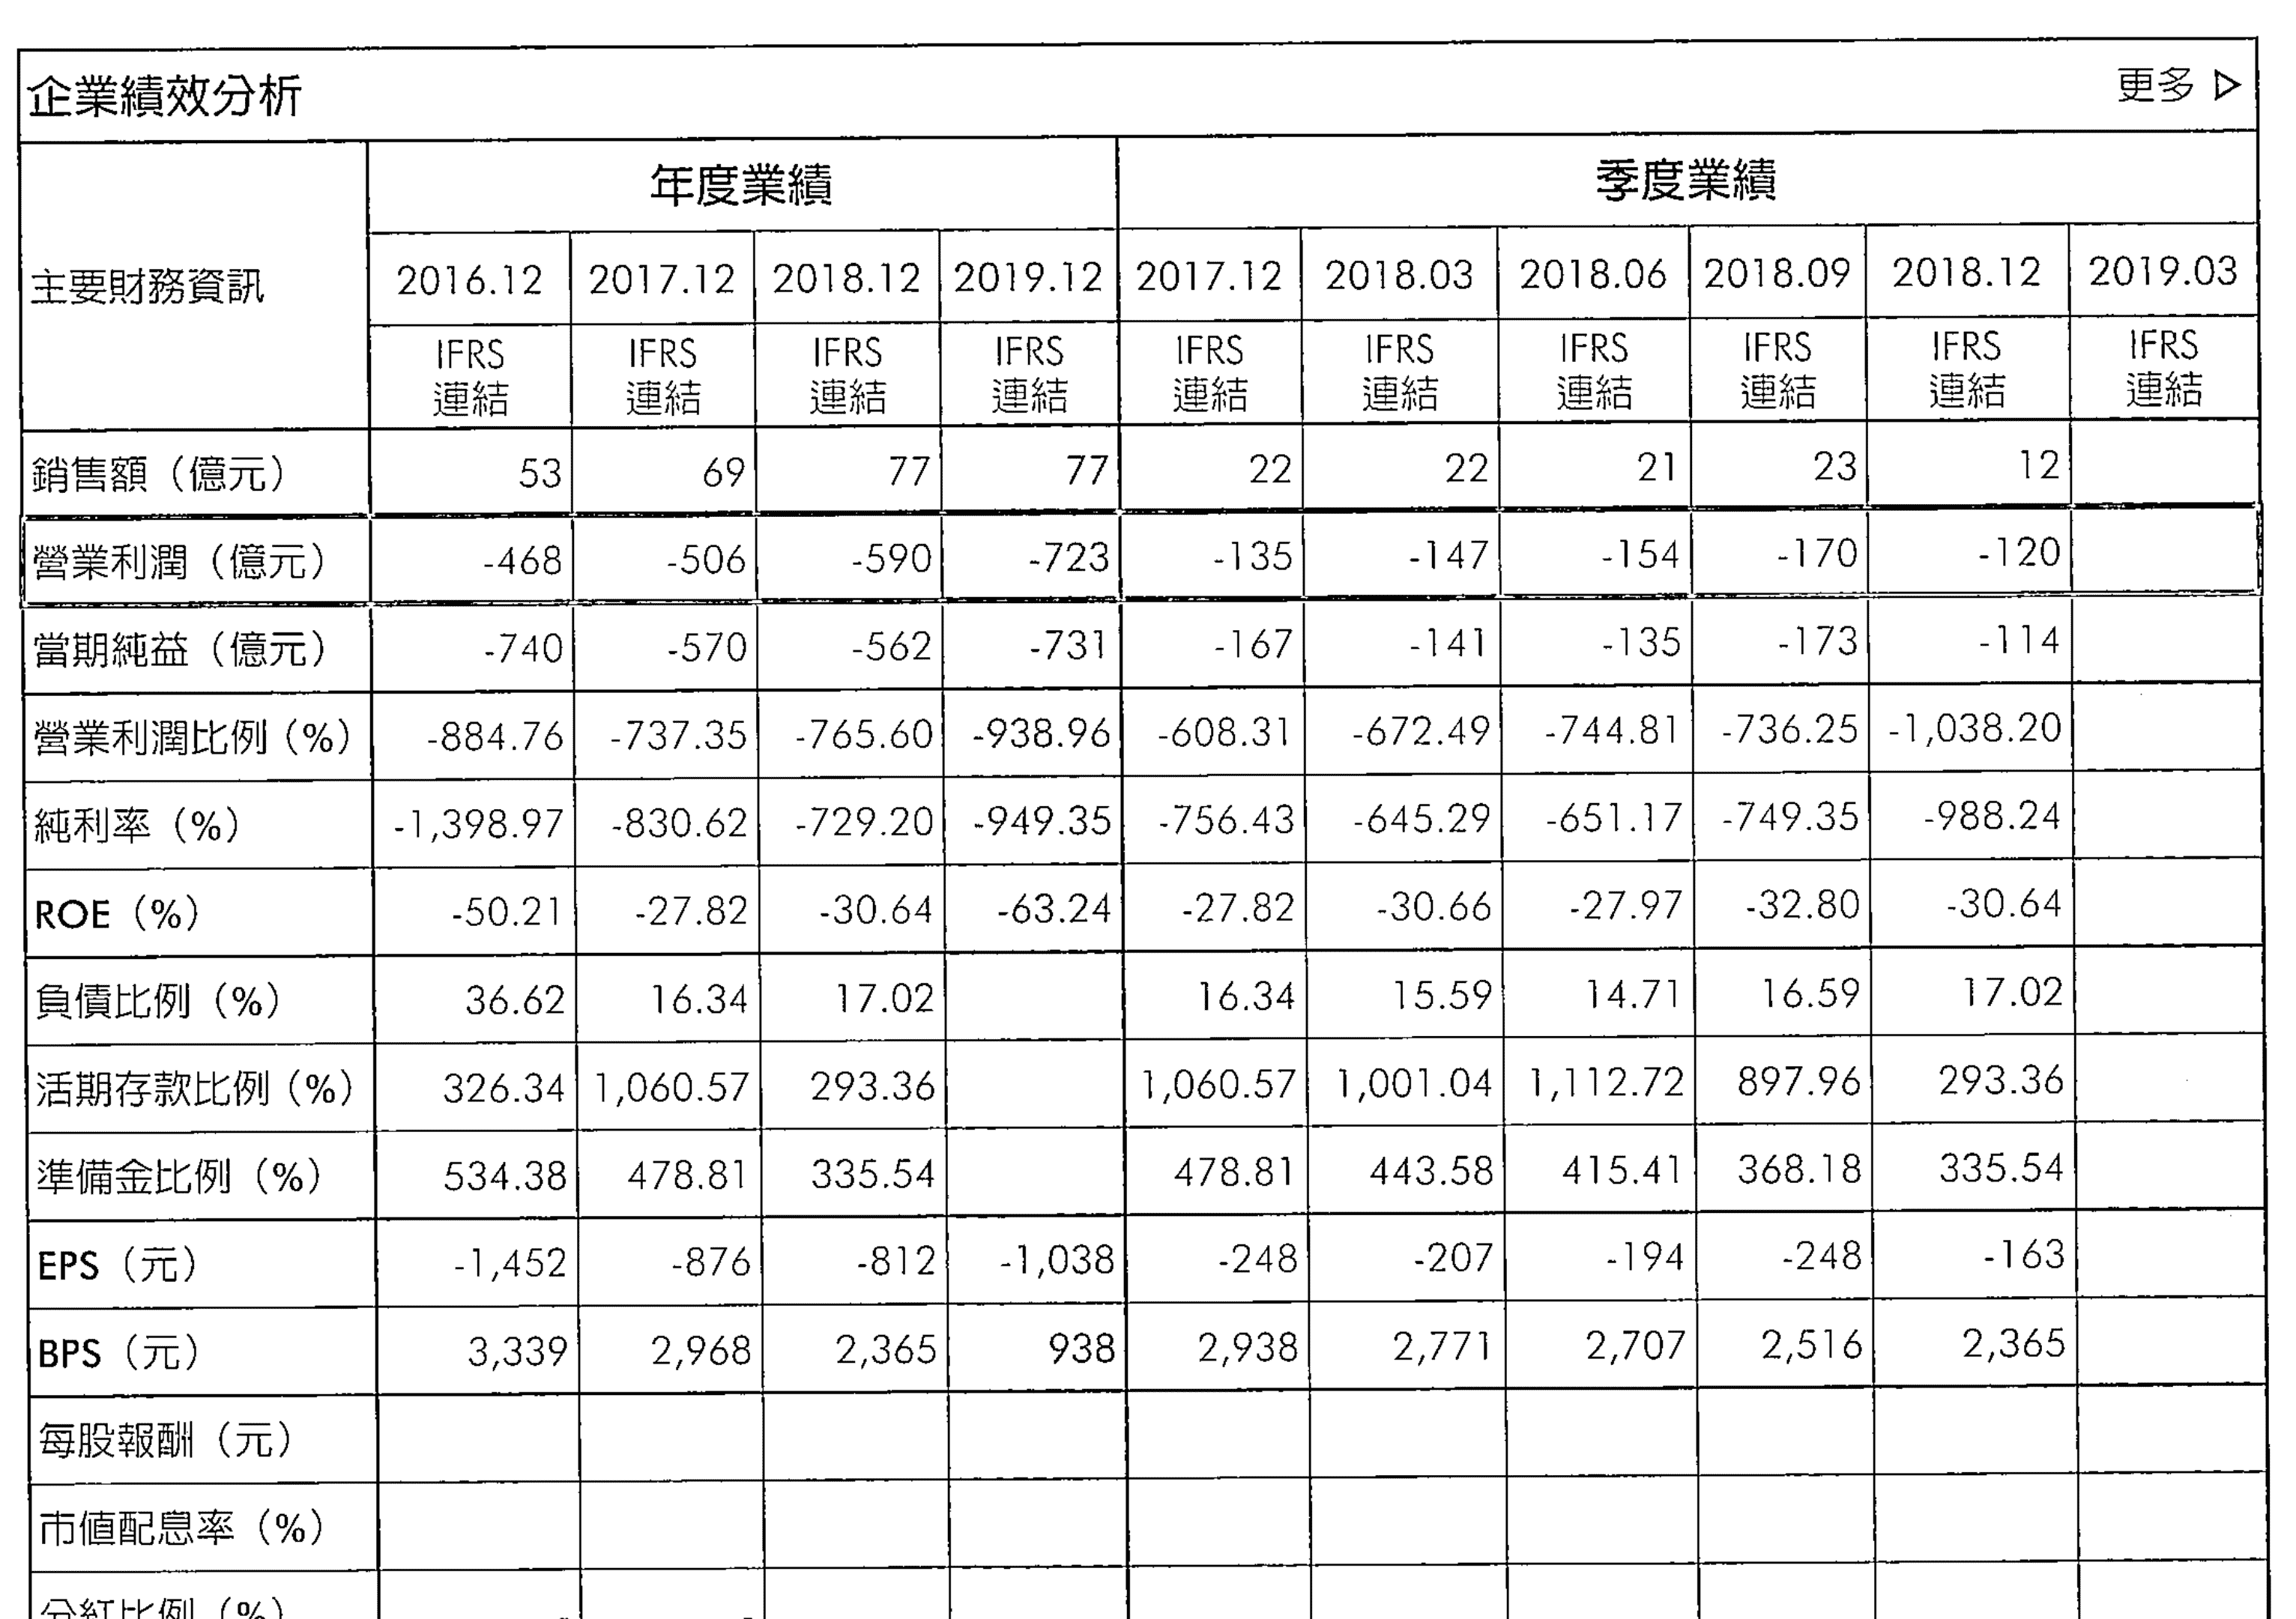 企業績效分析 更多 ▷
年度業績 季度業績
主要財務資訊 2016.12 2017.12 2018.12 2019.12 2017.12 2018.03 2018.06 2018.09 2018.12 2019.03
IFRS IFRS IFRS IFRS IFRS IFRS IFRS IFRS IFRS IFRS
連結 連結 連結 連結 連結 連結 連結 連結 連結 連結
銷售額（億元） 53 69 77 77 22 22 21 23 12
營業利潤（億元） -468 -506 -590 -723 -135 -147 -154 -170 -120
當期純益（億元） -740 -570 -562 -731 -167 -141 -135 -173 -114
營業利潤比例（%） -884.76 -737.35 -765.60 -938.96 -608.31 -672.49 -744.81 -736.25 -1,038.20
純利率（%） -1,398.97 -830.62 -729.20 -949.35 -756.43 -645.29 -651.17 -749.35 -988.24
ROE（%） -50.21 -27.82 -30.64 -63.24 -27.82 -30.66 -27.97 -32.80 -30.64
負債比例（%） 36.62 16.34 17.02 16.34 15.59 14.71 16.59 17.02
活期存款比例（%） 326.34 1,060.57 293.36 1,060.57 1,001.04 1,112.72 897.96 293.36
準備金比例（%） 534.38 478.81 335.54 478.81 443.58 415.41 368.18 335.54
EPS（元） -1,452 -876 -812 -1,038 -248 -207 -194 -248 -163
BPS（元） 3,339 2,968 2,365 938 2,938 2,771 2,707 2,516 2,365
每股報酬（元）
市值配息率（%）
分紅比例（%）